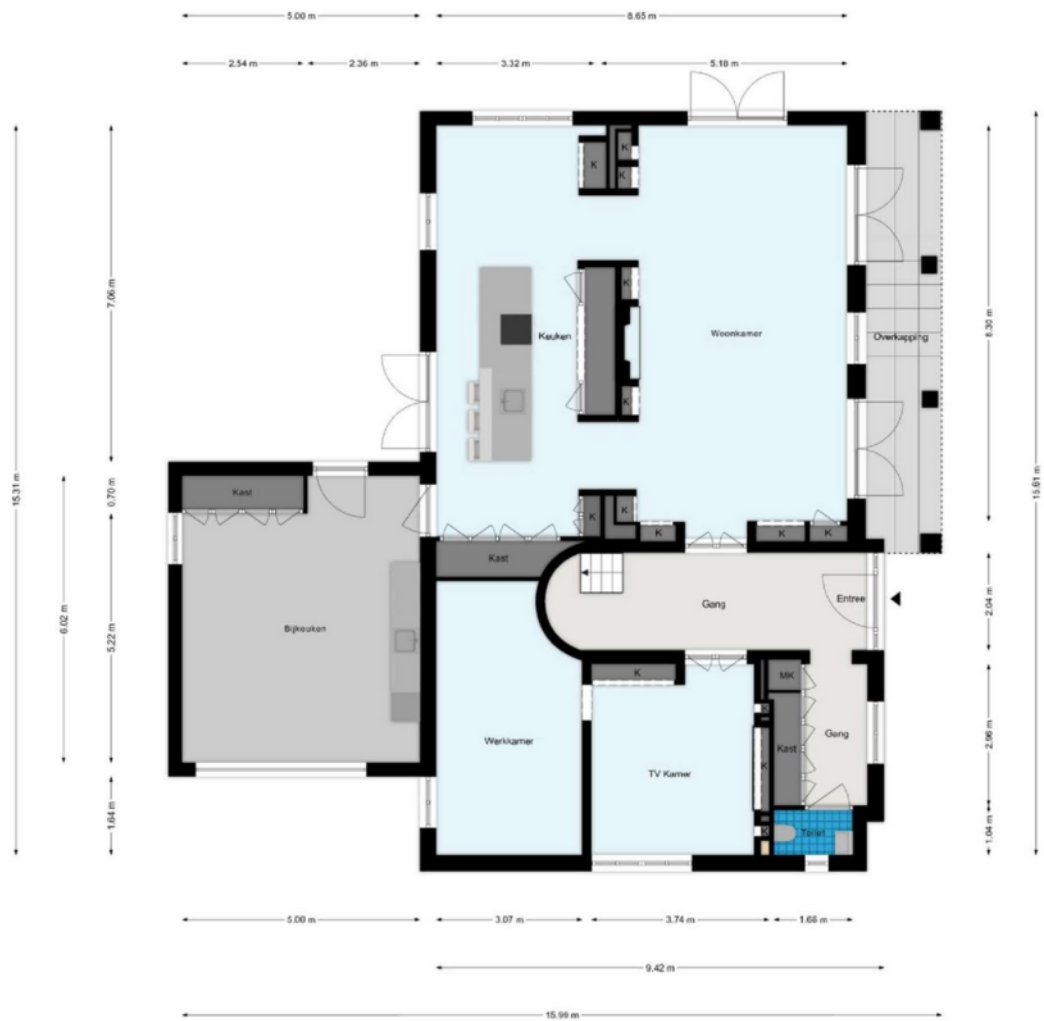 5.00 m
8.65 m
2.54 m
2.36 m
3.32 m
5.18 m
K
K
K
15.31 m
7.06 m
8.30 m
15.61 m
K
Keuken
Woonkamer
Overkapping
K
Kast
0.70 m
K
K
K
K
K
Kast
6.02 m
5.22 m
2.04 m
Bijkeuken
Gang
Entree
K
MK
K
Werkkamer
Kast
Gang
2.96 m
TV Kamer
K
1.64 m
K
Toilet
1.04 m
5.00 m
3.07 m
3.74 m
1.66 m
9.42 m
15.99 m